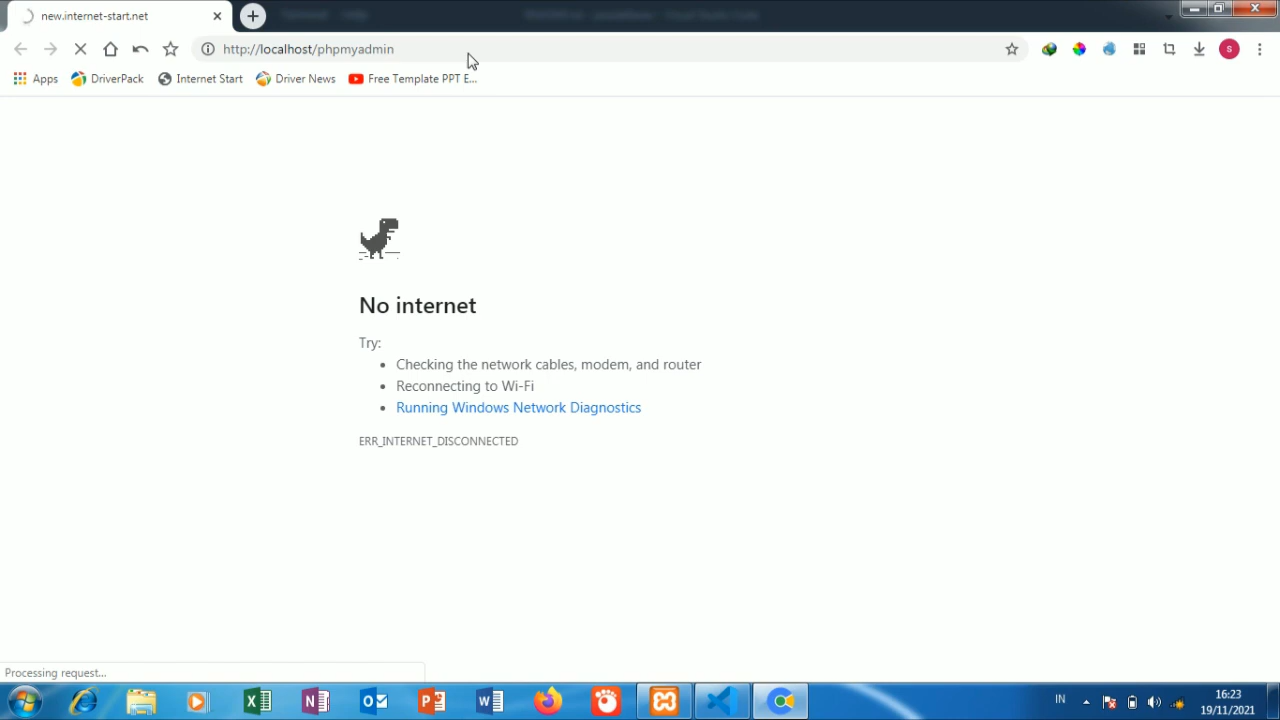 new.internet-start.net
http://localhost/phpmyadmin
S
Apps
DriverPack
Internet Start
Driver News
Free Template PPT E...
No internet
Try:
Checking the network cables, modem, and router
Reconnecting to Wi-Fi
Running Windows Network Diagnostics
ERR_INTERNET_DISCONNECTED
Processing request...
IN
16:23
19/11/2021